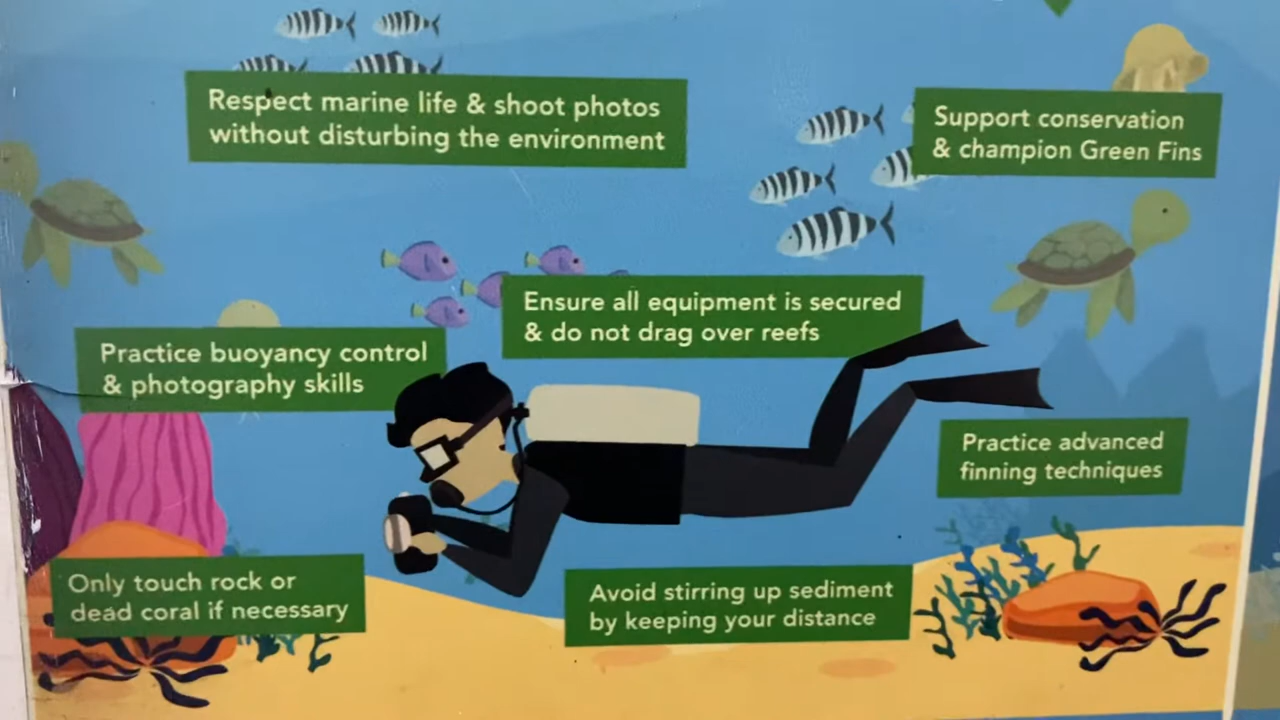 Respect marine life & shoot photos
without disturbing the environment
Support conservation
& champion Green Fins
Ensure all equipment is secured
& do not drag over reefs
Practice buoyancy control
& photography skills
Practice advanced
finning techniques
Only touch rock or
dead coral if necessary
Avoid stirring up sediment
by keeping your distance